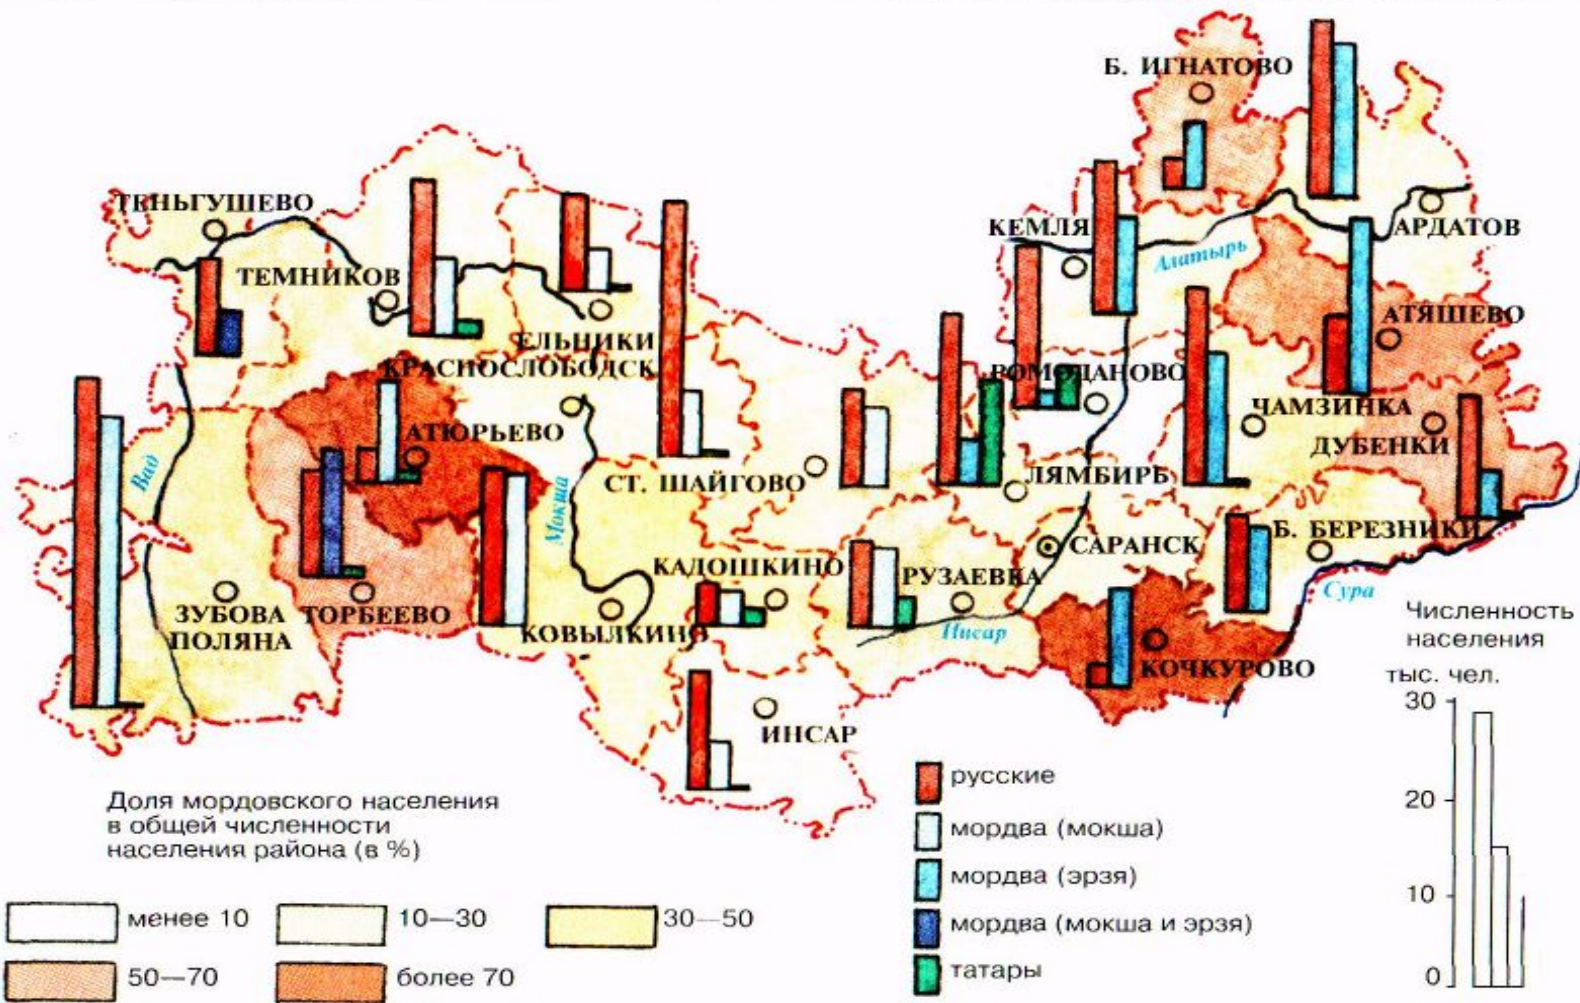 Б. ИГНАТОВО
ТЕНЬГУШЕВО
КЕМЛЯ
АРДАТОВ
Алатырь
ТЕМНИКОВ
АТЯШЕВО
ЕЛЬНИКИ
КРАСНОСЛОБОДСК
РОМОДАНОВО
ЧАМЗИНКА
ДУБЕНКИ
АТЮРЬЕВО
Вад
СТ. ШАЙГОВО
ЛЯМБИРЬ
Мокша
Б. БЕРЕЗНИКИ
САРАНСК
КАДОШКИНО
РУЗАЕВКА
Сура
ЗУБОВА
ПОЛЯНА
ТОРБЕЕВО
КОВЫЛКИНО
Инсар
КОЧКУРОВО
ИНСАР
Численность
населения
тыс. чел.
30
20
10
0
Доля мордовского населения
в общей численности
населения района (в %)
менее 10
10—30
30—50
50—70
более 70
русские
мордва (мокша)
мордва (эрзя)
мордва (мокша и эрзя)
татары